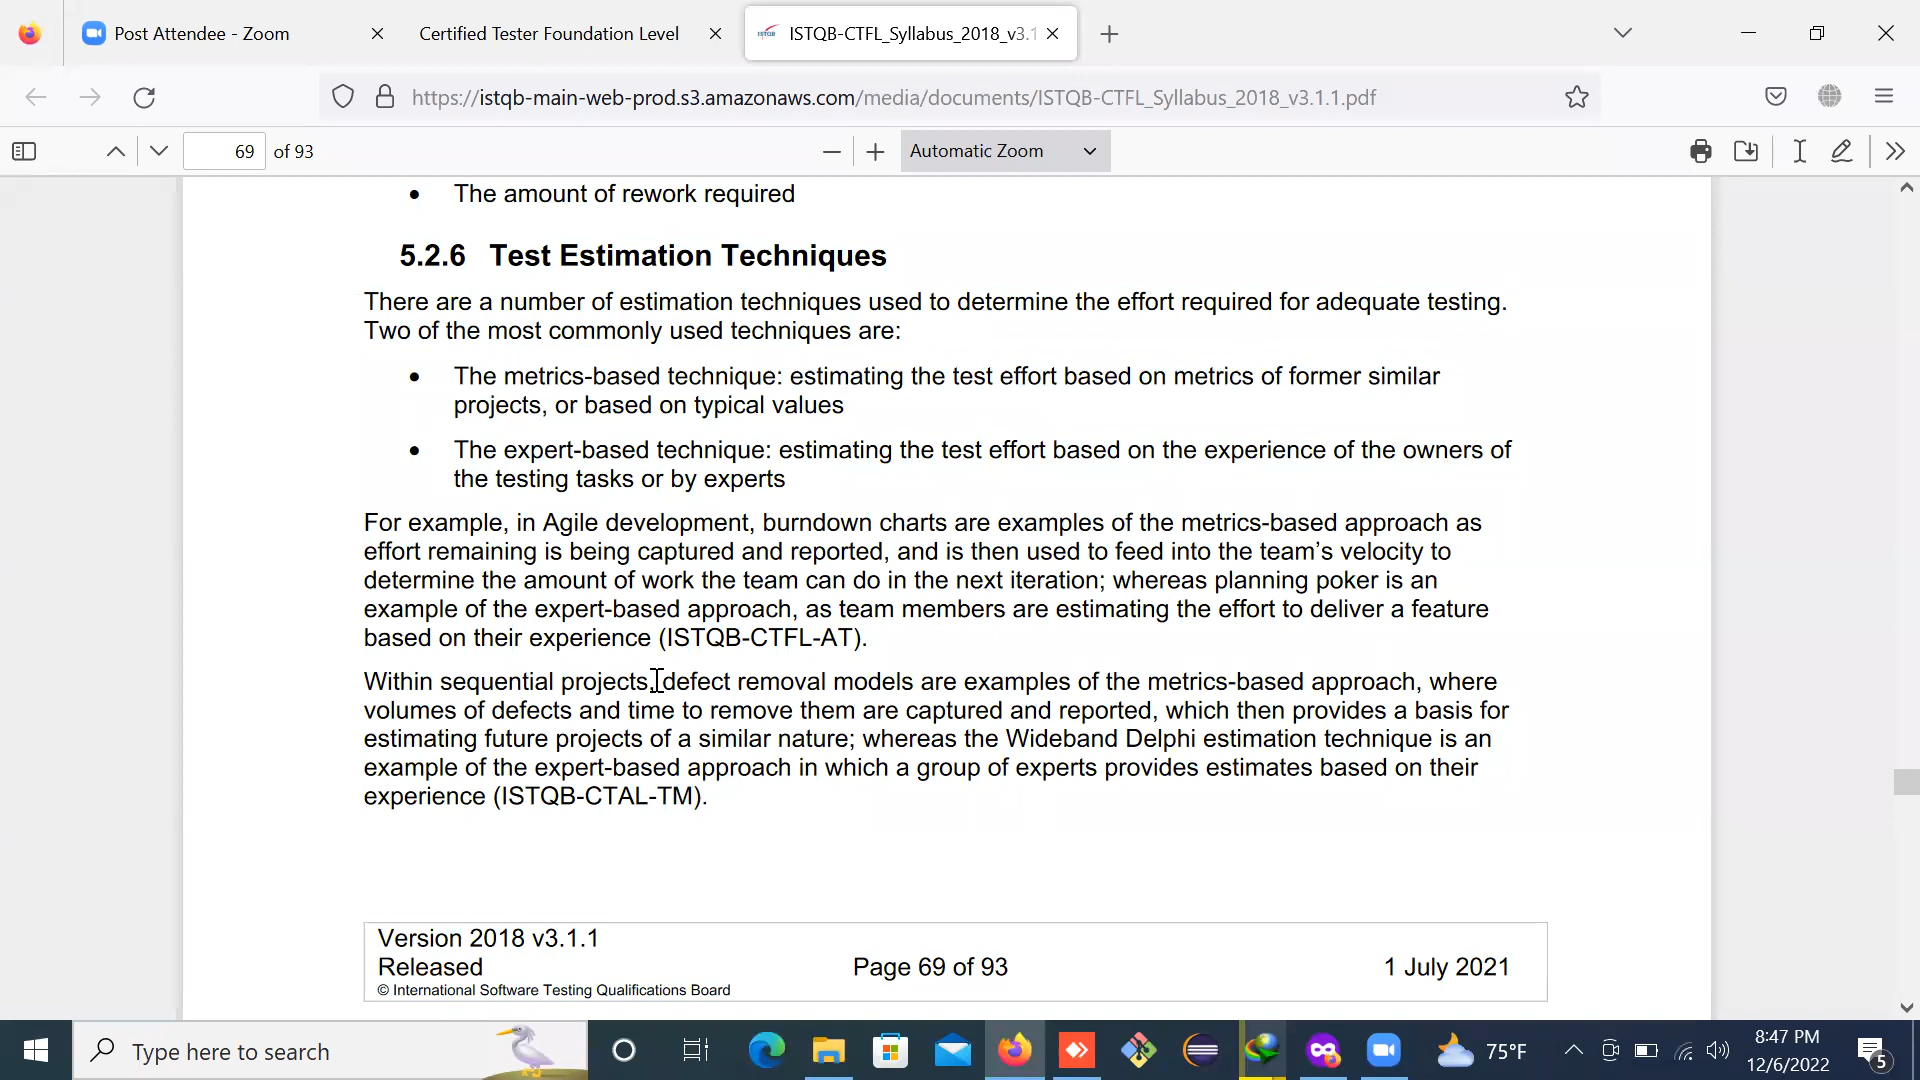 Post Attendee - Zoom
Certified Tester Foundation Level
ISTQB-CTFL_Syllabus_2018_v3.1
https://istqb-main-web-prod.s3.amazonaws.com/media/documents/ISTQB-CTFL_Syllabus_2018_v3.1.1.pdf
69 of 93
Automatic Zoom
• The amount of rework required
5.2.6 Test Estimation Techniques
There are a number of estimation techniques used to determine the effort required for adequate testing.
Two of the most commonly used techniques are:
• The metrics-based technique: estimating the test effort based on metrics of former similar
projects, or based on typical values
• The expert-based technique: estimating the test effort based on the experience of the owners of
the testing tasks or by experts
For example, in Agile development, burndown charts are examples of the metrics-based approach as
effort remaining is being captured and reported, and is then used to feed into the team’s velocity to
determine the amount of work the team can do in the next iteration; whereas planning poker is an
example of the expert-based approach, as team members are estimating the effort to deliver a feature
based on their experience (ISTQB-CTFL-AT).
Within sequential projects, defect removal models are examples of the metrics-based approach, where
volumes of defects and time to remove them are captured and reported, which then provides a basis for
estimating future projects of a similar nature; whereas the Wideband Delphi estimation technique is an
example of the expert-based approach in which a group of experts provides estimates based on their
experience (ISTQB-CTAL-TM).
Version 2018 v3.1.1
Released
Page 69 of 93
1 July 2021
© International Software Testing Qualifications Board
Type here to search
75°F
8:47 PM
12/6/2022
5